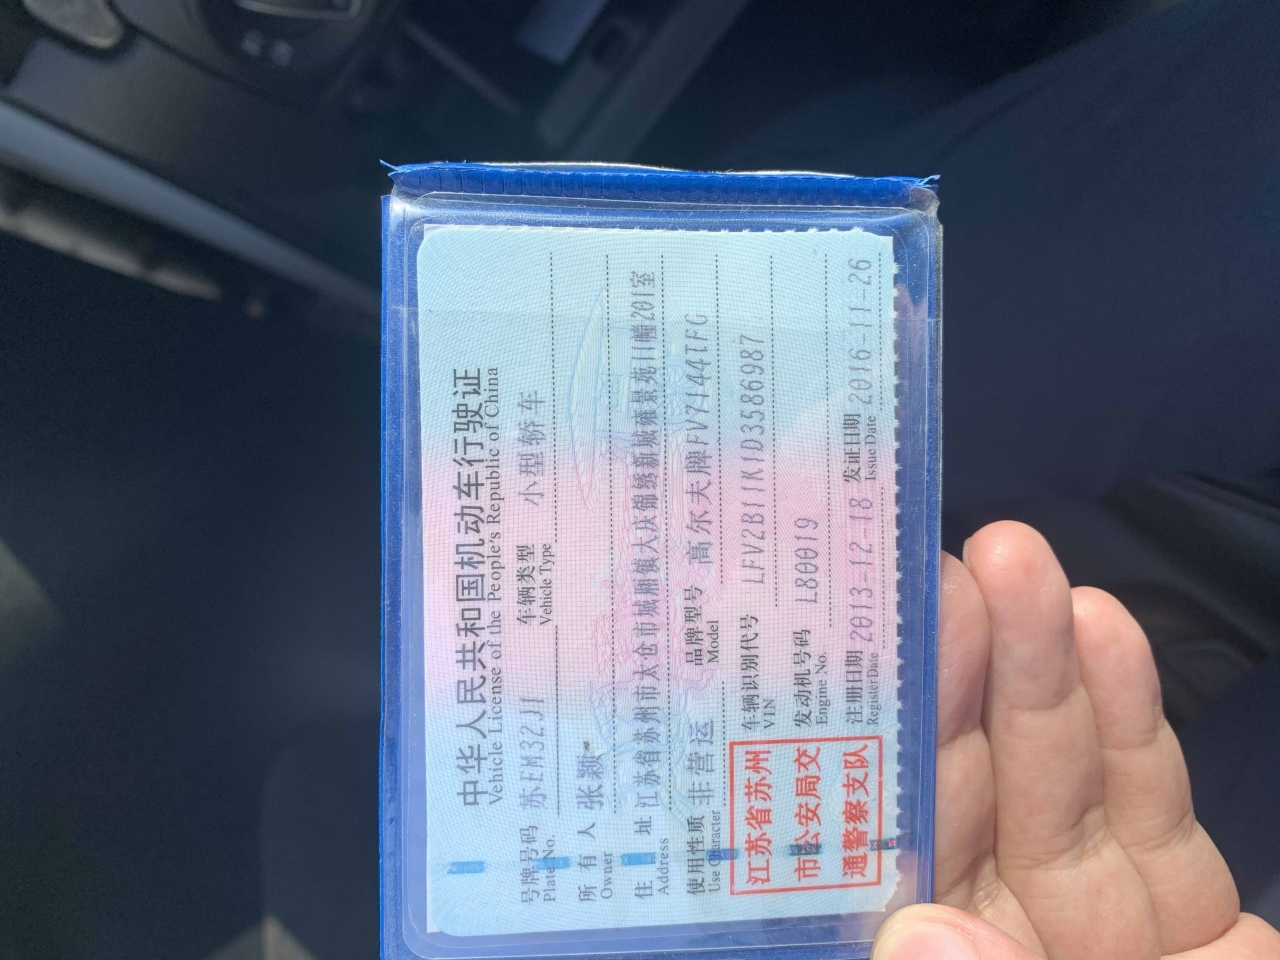 中华人民共和国机动车行驶证
Vehicle License of the People's Republic of China
号牌号码 苏EM32J1 车辆类型 小型轿车
Plate No. Vehicle Type
所有人 张颖
Owner
住址 江苏省苏州市太仓市城厢镇大庆锦绣新城雍景苑11幢201室
Address
使用性质 非营运 品牌型号 高尔夫牌FV7144TFG
Use Character Model
车辆识别代号 LFV2B11K1D3586987
VIN
发动机号码 L80019
Engine No.
注册日期 2013-12-18 发证日期 2016-11-26
Register Date Issue Date
江苏省苏州
市公安局交
通警察支队